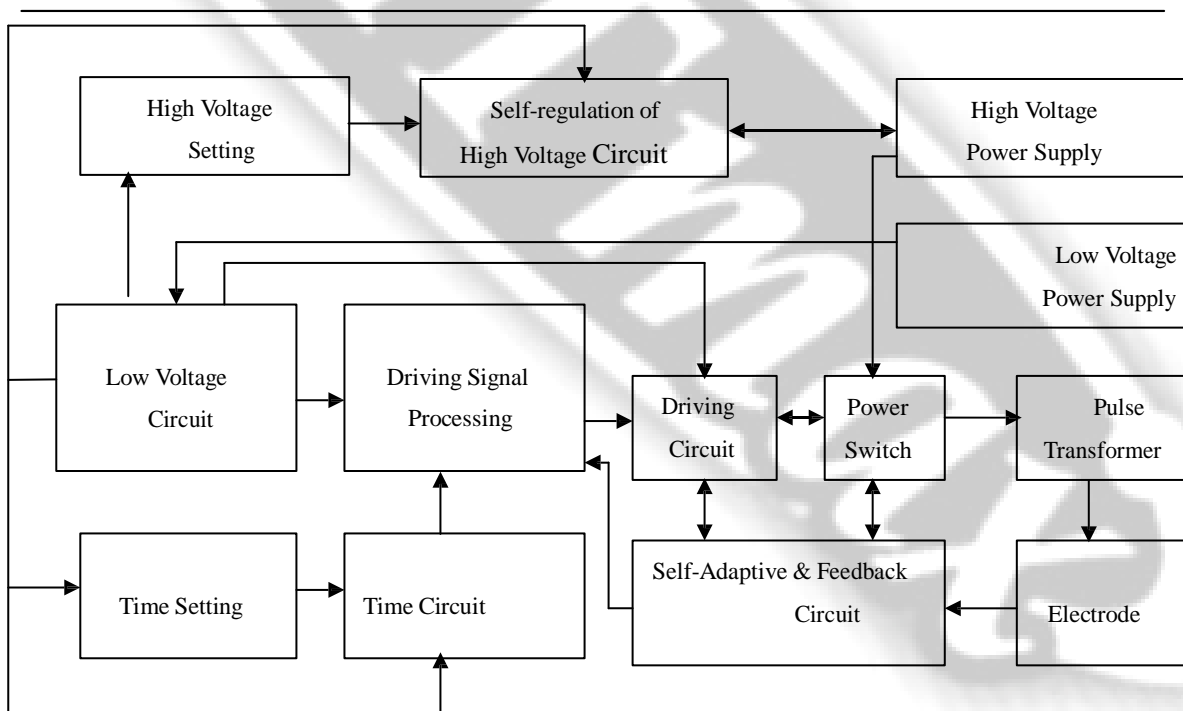 High Voltage
Setting
Self-regulation of
High Voltage Circuit
High Voltage
Power Supply
Low Voltage
Power Supply
Low Voltage
Circuit
Driving Signal
Processing
Driving
Circuit
Power
Switch
Pulse
Transformer
Time Setting
Time Circuit
Self-Adaptive & Feedback
Circuit
Electrode